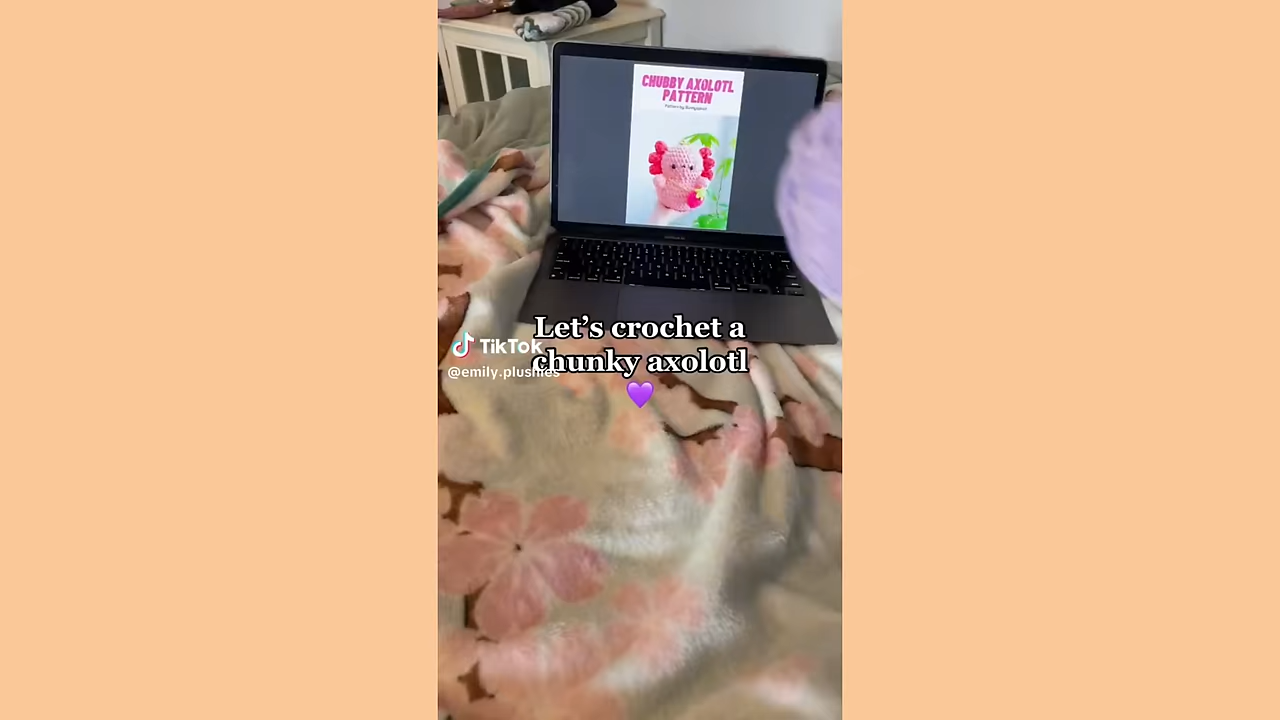 CHUBBY AXOLOTL
PATTERN
Let's crochet a
chunky axolotl
💜
TikTok
@emily.plushies